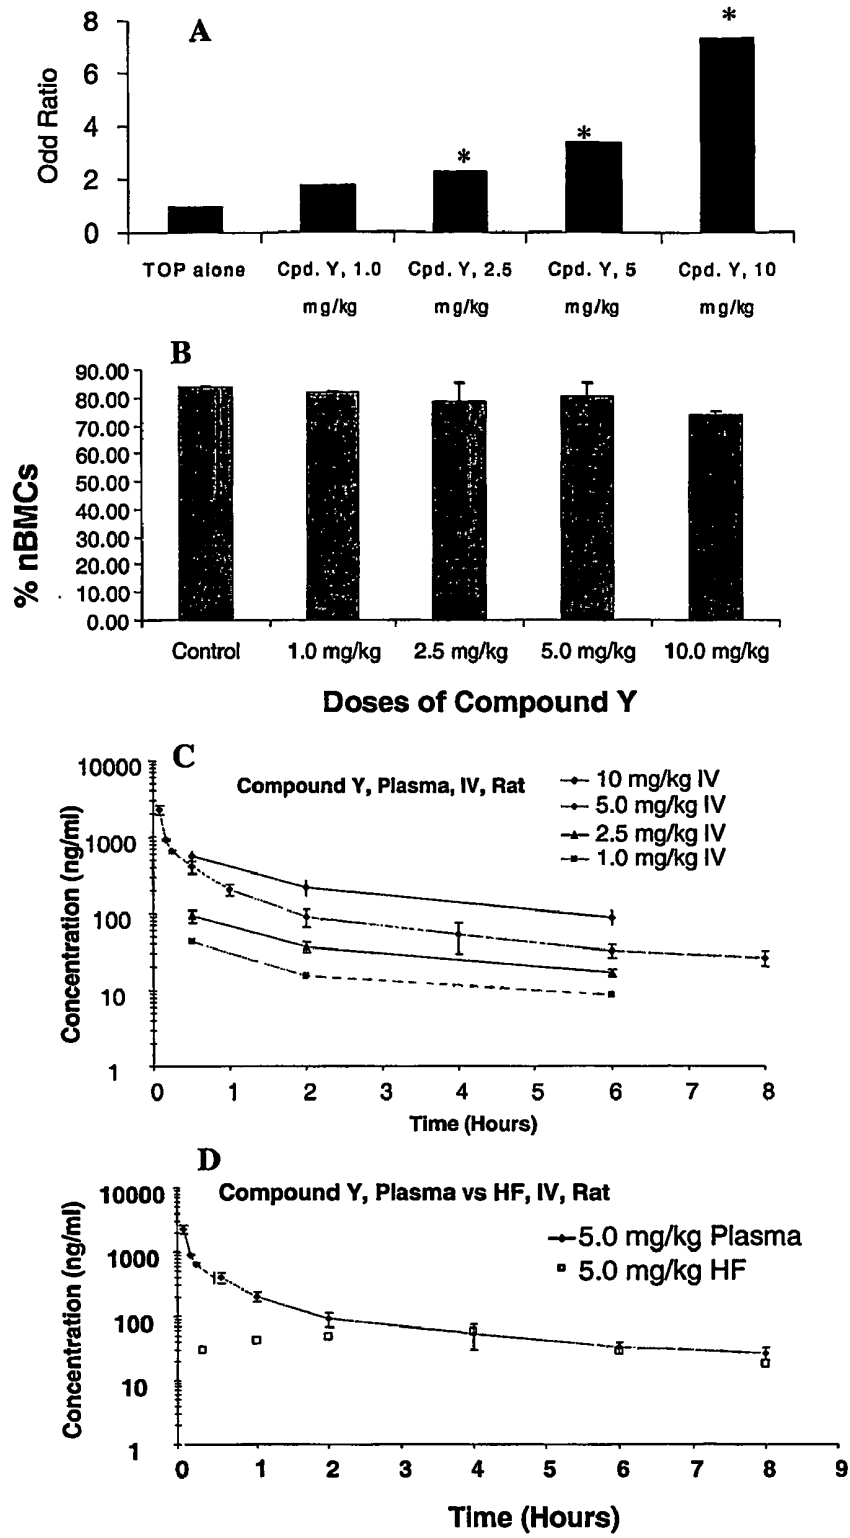 A
8
6
4
2
0
Odd Ratio
*
*
*
TOP alone
Cpd. Y, 1.0 mg/kg
Cpd. Y, 2.5 mg/kg
Cpd. Y, 5 mg/kg
Cpd. Y, 10 mg/kg
B
90.00
80.00
70.00
60.00
50.00
40.00
30.00
20.00
10.00
0.00
% nBMCs
Control 1.0 mg/kg 2.5 mg/kg 5.0 mg/kg 10.0 mg/kg
Doses of Compound Y
C
Compound Y, Plasma, IV, Rat
10 mg/kg IV
5.0 mg/kg IV
2.5 mg/kg IV
1.0 mg/kg IV
10000
1000
100
10
1
Concentration (ng/ml)
0 1 2 3 4 5 6 7 8
Time (Hours)
D
Compound Y, Plasma vs HF, IV, Rat
5.0 mg/kg Plasma
5.0 mg/kg HF
10000
1000
100
10
1
Concentration (ng/ml)
0 1 2 3 4 5 6 7 8 9
Time (Hours)